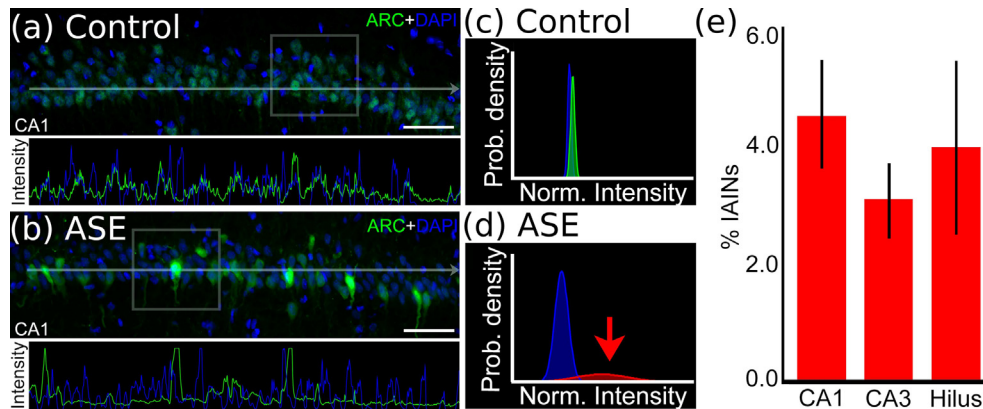 (a) Control
ARC+DAPI
CA1
Intensity
(b) ASE
ARC+DAPI
CA1
Intensity
(c) Control
Prob. density
Norm. Intensity
(d) ASE
Prob. density
Norm. Intensity
(e)
% IAINs
6.0
4.0
2.0
0.0
CA1 CA3 Hilus